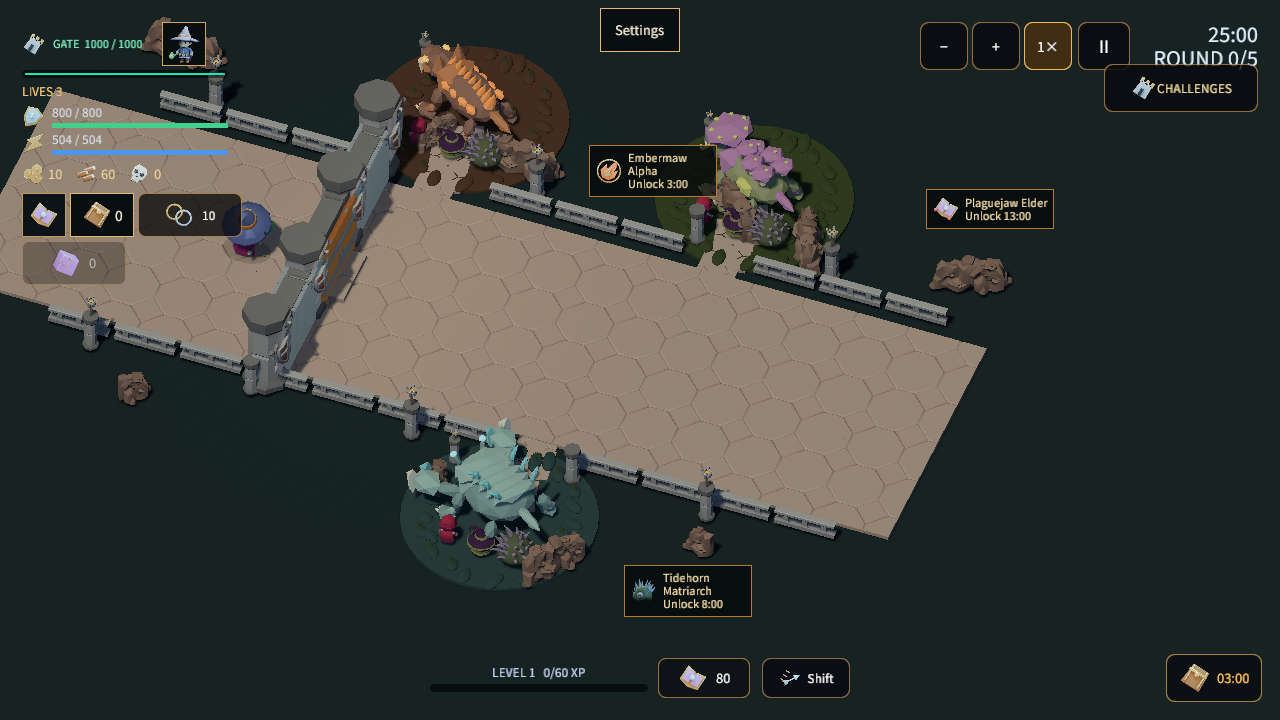 GATE 1000 / 1000
LIVES 3
800 / 800
504 / 504
10
60
0
0
10
0
Settings
−
+
1×
25:00
ROUND 0/5
CHALLENGES
Embermaw
Alpha
Unlock 3:00
Plaguejaw Elder
Unlock 13:00
Tidehorn
Matriarch
Unlock 8:00
LEVEL 1 0/60 XP
80
Shift
03:00